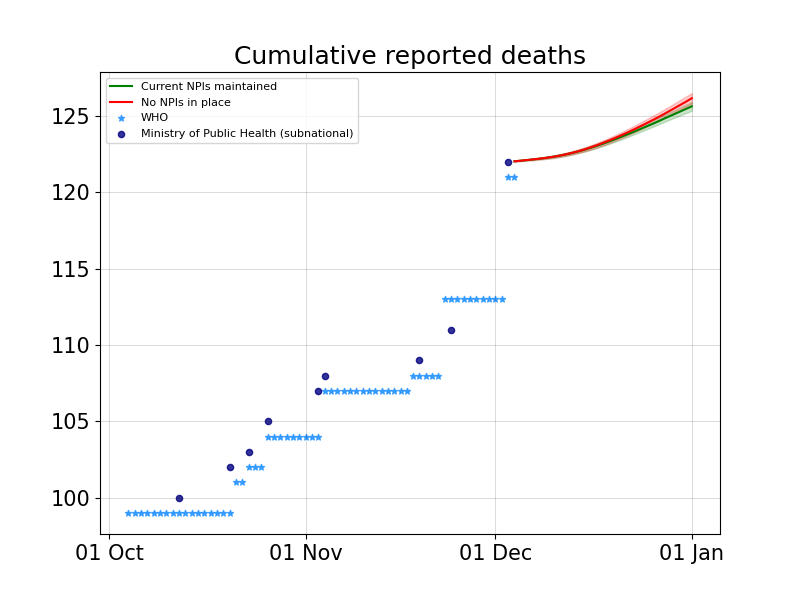 Cumulative reported deaths
Current NPIs maintained
No NPIs in place
WHO
Ministry of Public Health (subnational)
125
120
115
110
105
100
01 Oct
01 Nov
01 Dec
01 Jan